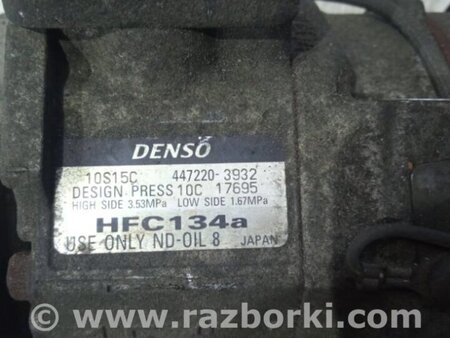 DENSO
10S15C 447220-3932
DESIGN PRESS 10C 17695
HIGH SIDE 3.53MPa LOW SIDE 1.67MPa
HFC134a
USE ONLY ND-OIL 8 JAPAN
© www.razborki.com